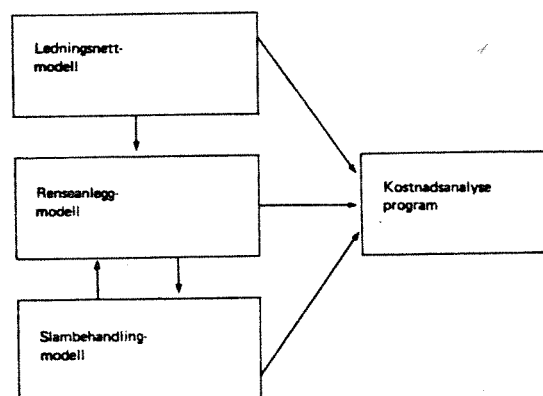 Ledningsnett-
modell
Renseanlegg-
modell
Kostnadsanalyse
program
Slambehandling-
modell